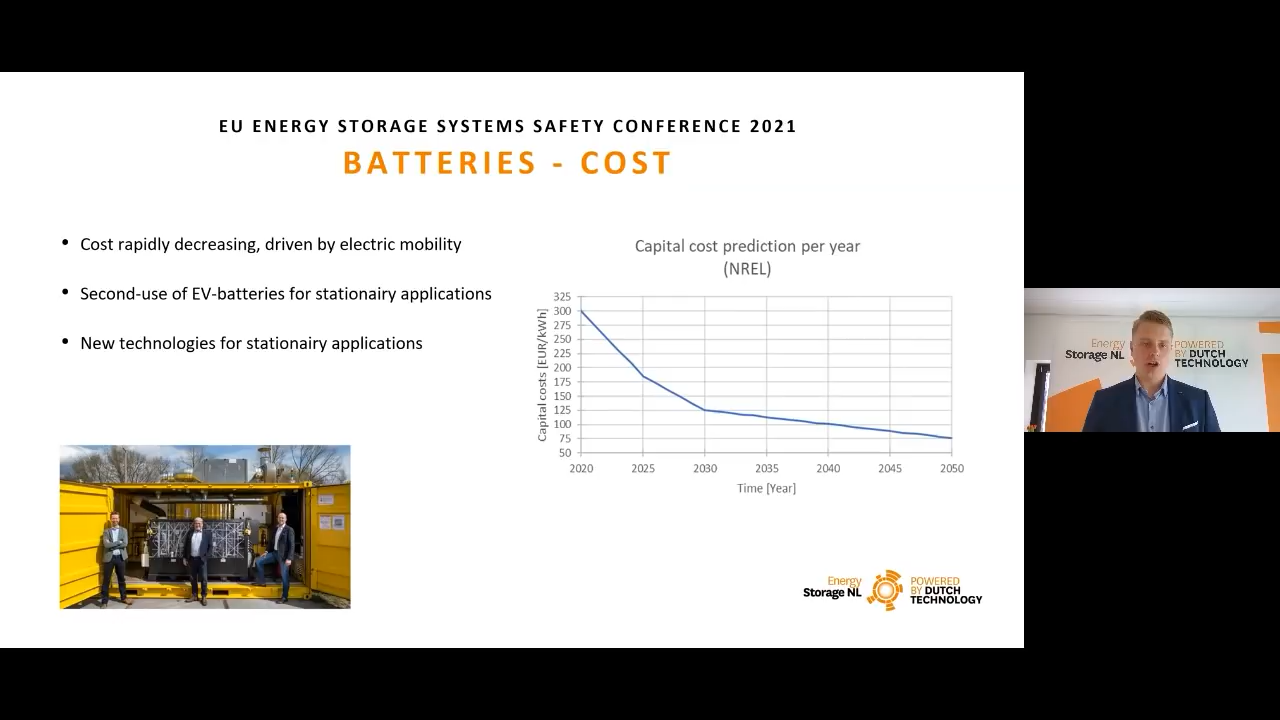 EU ENERGY STORAGE SYSTEMS SAFETY CONFERENCE 2021
BATTERIES - COST
• Cost rapidly decreasing, driven by electric mobility
• Second-use of EV-batteries for stationairy applications
• New technologies for stationairy applications
Capital cost prediction per year
(NREL)
Capital costs [EUR/kWh]
325
300
275
250
225
200
175
150
125
100
75
50
2020 2025 2030 2035 2040 2045 2050
Time [Year]
Energy
Storage NL
POWERED
BY DUTCH
TECHNOLOGY
Energy
Storage NL
POWERED
BY DUTCH
TECHNOLOGY